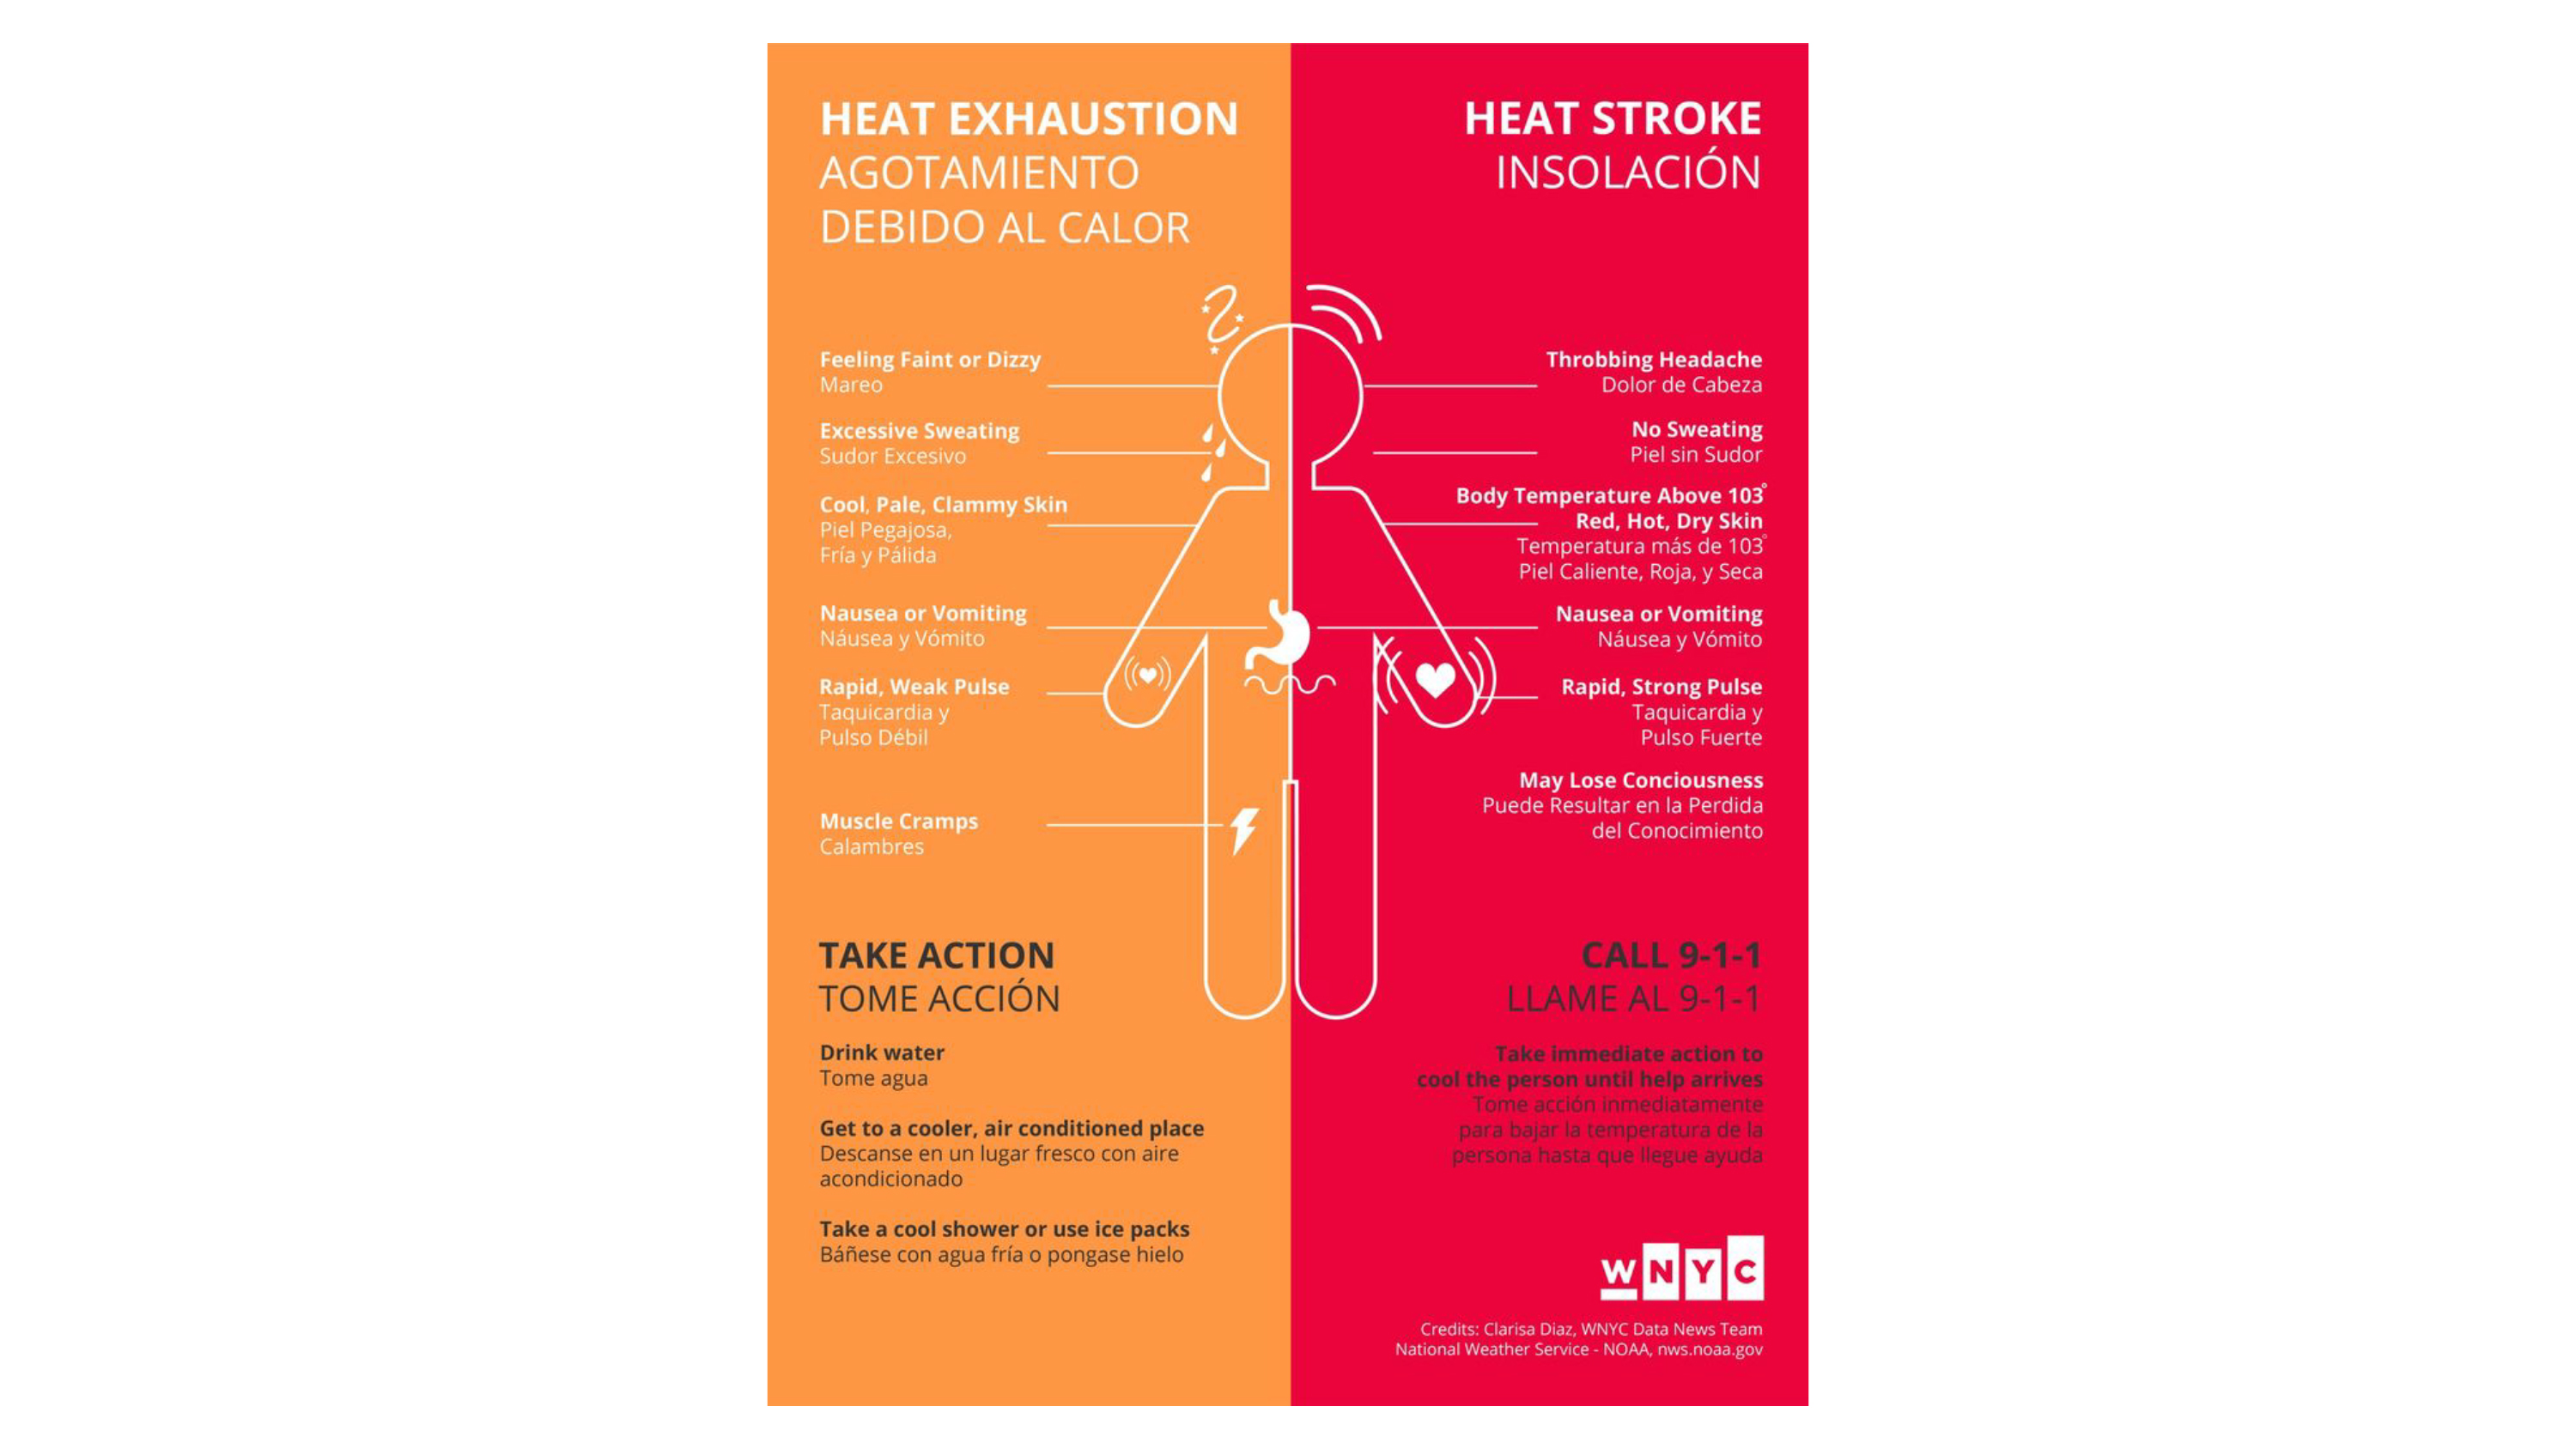 HEAT EXHAUSTION
AGOTAMIENTO
DEBIDO AL CALOR
Feeling Faint or Dizzy
Mareo
Excessive Sweating
Sudor Excesivo
Cool, Pale, Clammy Skin
Piel Pegajosa,
Fría y Pálida
Nausea or Vomiting
Náusea y Vómito
Rapid, Weak Pulse
Taquicardia y
Pulso Débil
Muscle Cramps
Calambres
TAKE ACTION
TOME ACCIÓN
Drink water
Tome agua
Get to a cooler, air conditioned place
Descanse en un lugar fresco con aire
acondicionado
Take a cool shower or use ice packs
Báñese con agua fría o pongase hielo
HEAT STROKE
INSOLACIÓN
Throbbing Headache
Dolor de Cabeza
No Sweating
Piel sin Sudor
Body Temperature Above 103°
Red, Hot, Dry Skin
Temperatura más de 103°
Piel Caliente, Roja, y Seca
Nausea or Vomiting
Náusea y Vómito
Rapid, Strong Pulse
Taquicardia y
Pulso Fuerte
May Lose Conciousness
Puede Resultar en la Perdida
del Conocimiento
CALL 9-1-1
LLAME AL 9-1-1
Take immediate action to
cool the person until help arrives
Tome acción inmediatamente
para bajar la temperatura de la
persona hasta que llegue ayuda
WNYC
Credits: Clarisa Diaz, WNYC Data News Team
National Weather Service - NOAA, nws.noaa.gov